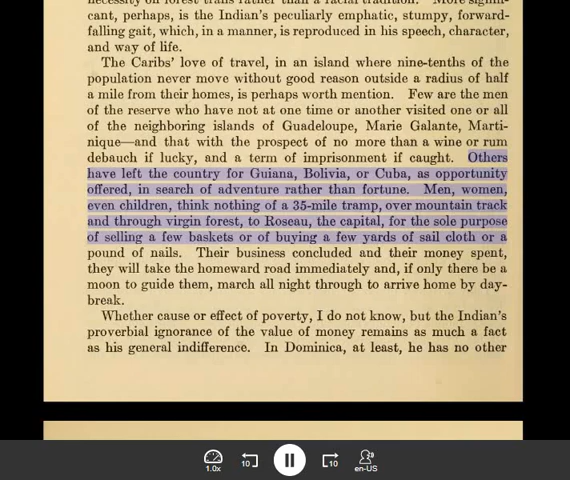 necessity on forest trails rather than a racial tradition. More signifi-
cant, perhaps, is the Indian's peculiarly emphatic, stumpy, forward-
falling gait, which, in a manner, is reproduced in his speech, character,
and way of life.
The Caribs' love of travel, in an island where nine-tenths of the
population never move without good reason outside a radius of half
a mile from their homes, is perhaps worth mention. Few are the men
of the reserve who have not at one time or another visited one or all
of the neighboring islands of Guadeloupe, Marie Galante, Marti-
nique—and that with the prospect of no more than a wine or rum
debauch if lucky, and a term of imprisonment if caught. Others
have left the country for Guiana, Bolivia, or Cuba, as opportunity
offered, in search of adventure rather than fortune. Men, women,
even children, think nothing of a 35-mile tramp, over mountain track
and through virgin forest, to Roseau, the capital, for the sole purpose
of selling a few baskets or of buying a few yards of sail cloth or a
pound of nails. Their business concluded and their money spent,
they will take the homeward road immediately and, if only there be a
moon to guide them, march all night through to arrive home by day-
break.
Whether cause or effect of poverty, I do not know, but the Indian's
proverbial ignorance of the value of money remains as much a fact
as his general indifference. In Dominica, at least, he has no other
1.0x
10
10
en-US